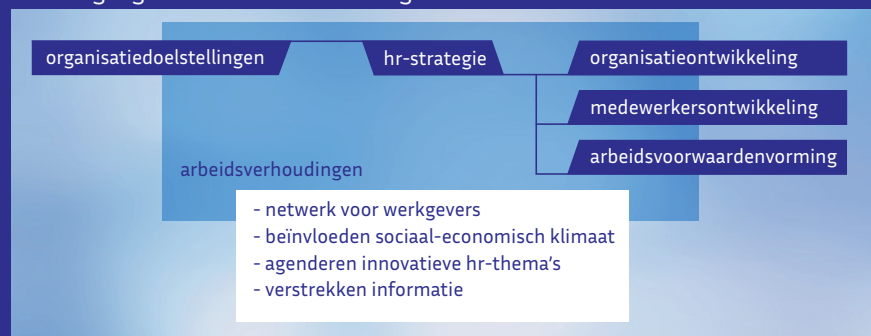 organisatiedoelstellingen
hr-strategie
organisatieontwikkeling
medewerkersontwikkeling
arbeidsvoorwaardenvorming
arbeidsverhoudingen
- netwerk voor werkgevers
- beïnvloeden sociaal-economisch klimaat
- agenderen innovatieve hr-thema's
- verstrekken informatie